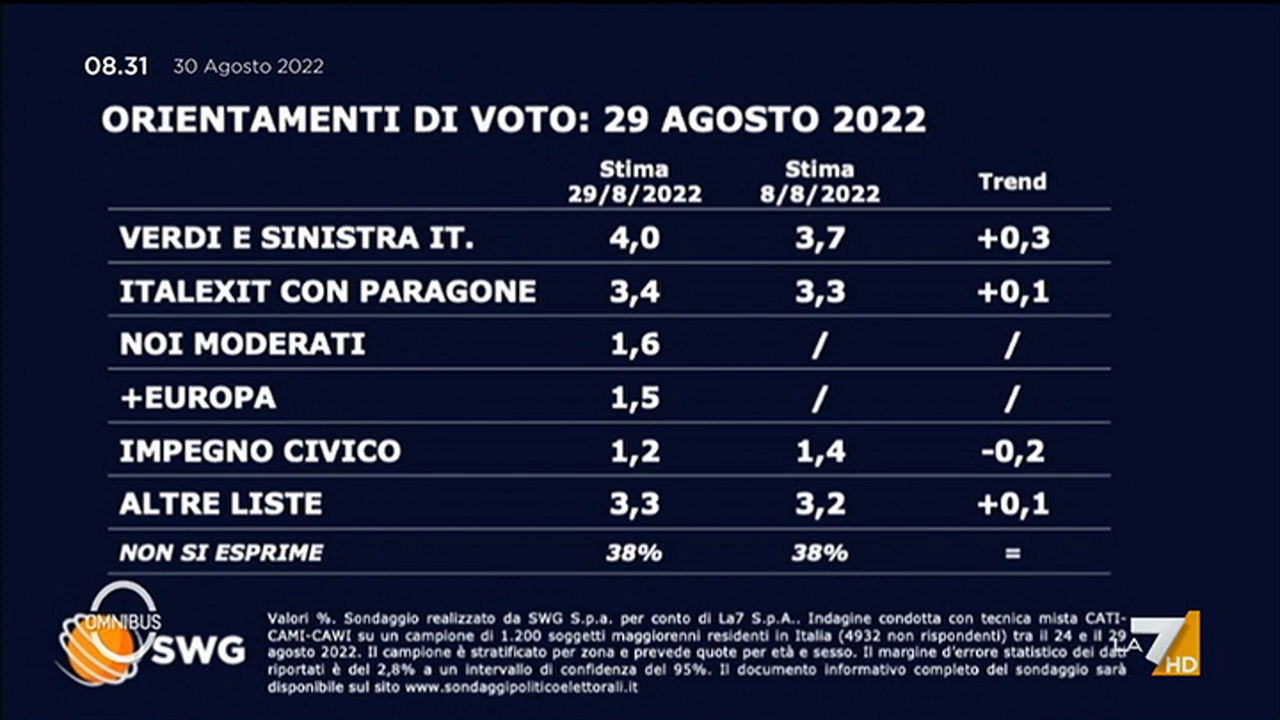 08.31 30 Agosto 2022
ORIENTAMENTI DI VOTO: 29 AGOSTO 2022
Stima 29/8/2022 Stima 8/8/2022 Trend
VERDI E SINISTRA IT. 4,0 3,7 +0,3
ITALEXIT CON PARAGONE 3,4 3,3 +0,1
NOI MODERATI 1,6 / /
+EUROPA 1,5 / /
IMPEGNO CIVICO 1,2 1,4 -0,2
ALTRE LISTE 3,3 3,2 +0,1
NON SI ESPRIME 38% 38% =
OMNIBUS
SWG
Valori %. Sondaggio realizzato da SWG S.p.a. per conto di La7 S.p.A.. Indagine condotta con tecnica mista CATI-
CAMI-CAWI su un campione di 1.200 soggetti maggiorenni residenti in Italia (4932 non rispondenti) tra il 24 e il 29
agosto 2022. Il campione è stratificato per zona e prevede quote per età e sesso. Il margine d'errore statistico dei dati
riportati è del 2,8% a un intervallo di confidenza del 95%. Il documento informativo completo del sondaggio sarà
disponibile sul sito www.sondaggipoliticoelettorali.it
LA 7 HD